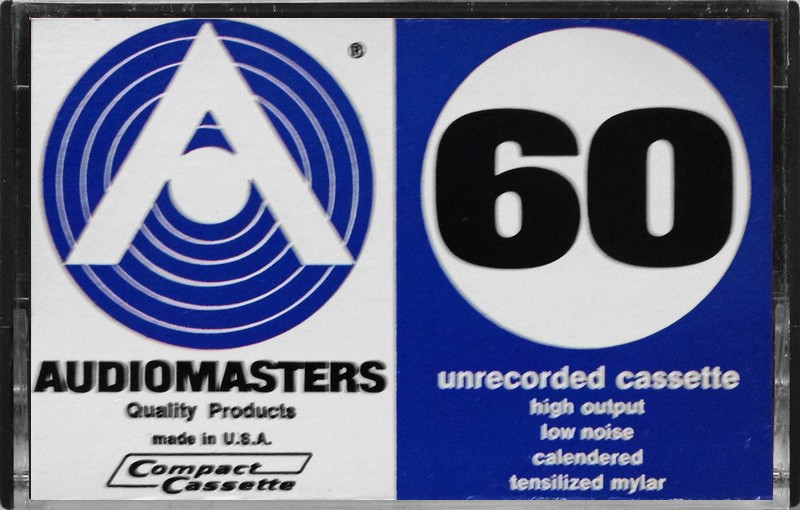 ®
AUDIOMASTERS
Quality Products
made in U.S.A.
Compact
Cassette
60
unrecorded cassette
high output
low noise
calendered
tensilized mylar